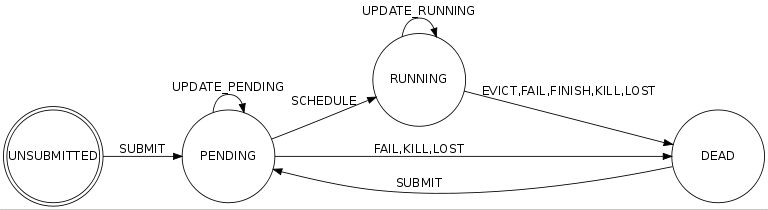 UPDATE_RUNNING
RUNNING
UPDATE_PENDING
EVICT,FAIL,FINISH,KILL,LOST
SCHEDULE
SUBMIT
FAIL,KILL,LOST
UNSUBMITTED
PENDING
DEAD
SUBMIT